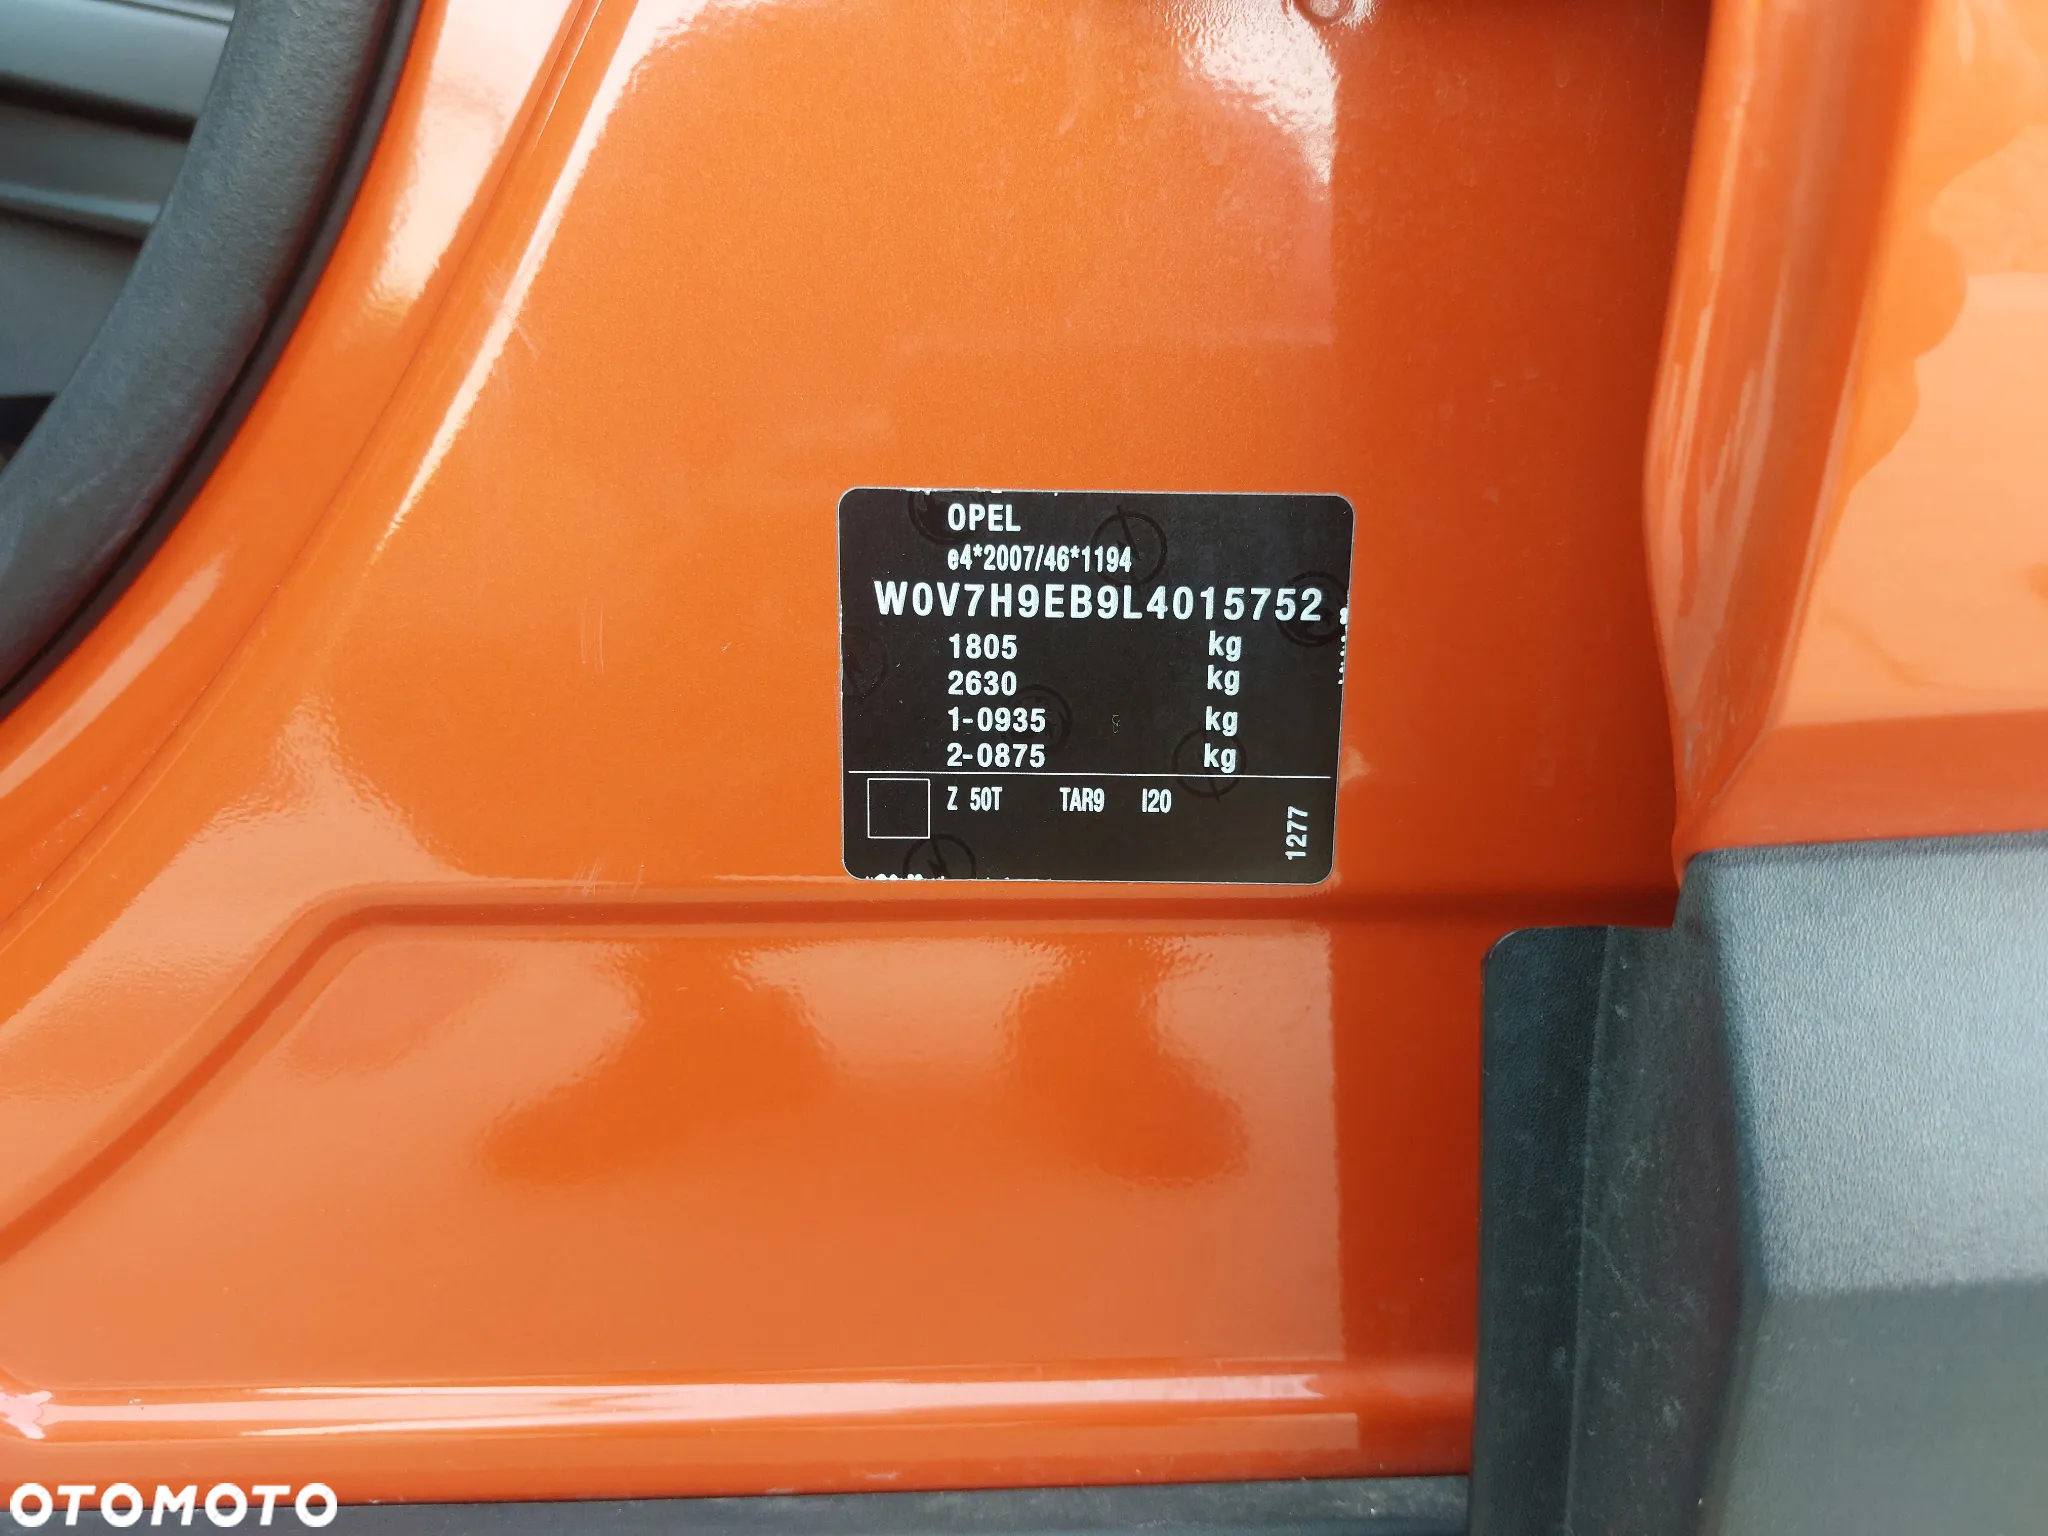 OPEL
e4*2007/46*1194
W0V7H9EB9L4015752
1805 kg
2630 kg
1-0935 kg
2-0875 kg
Z 50T TAR9 I20
1277
OTOMOTO